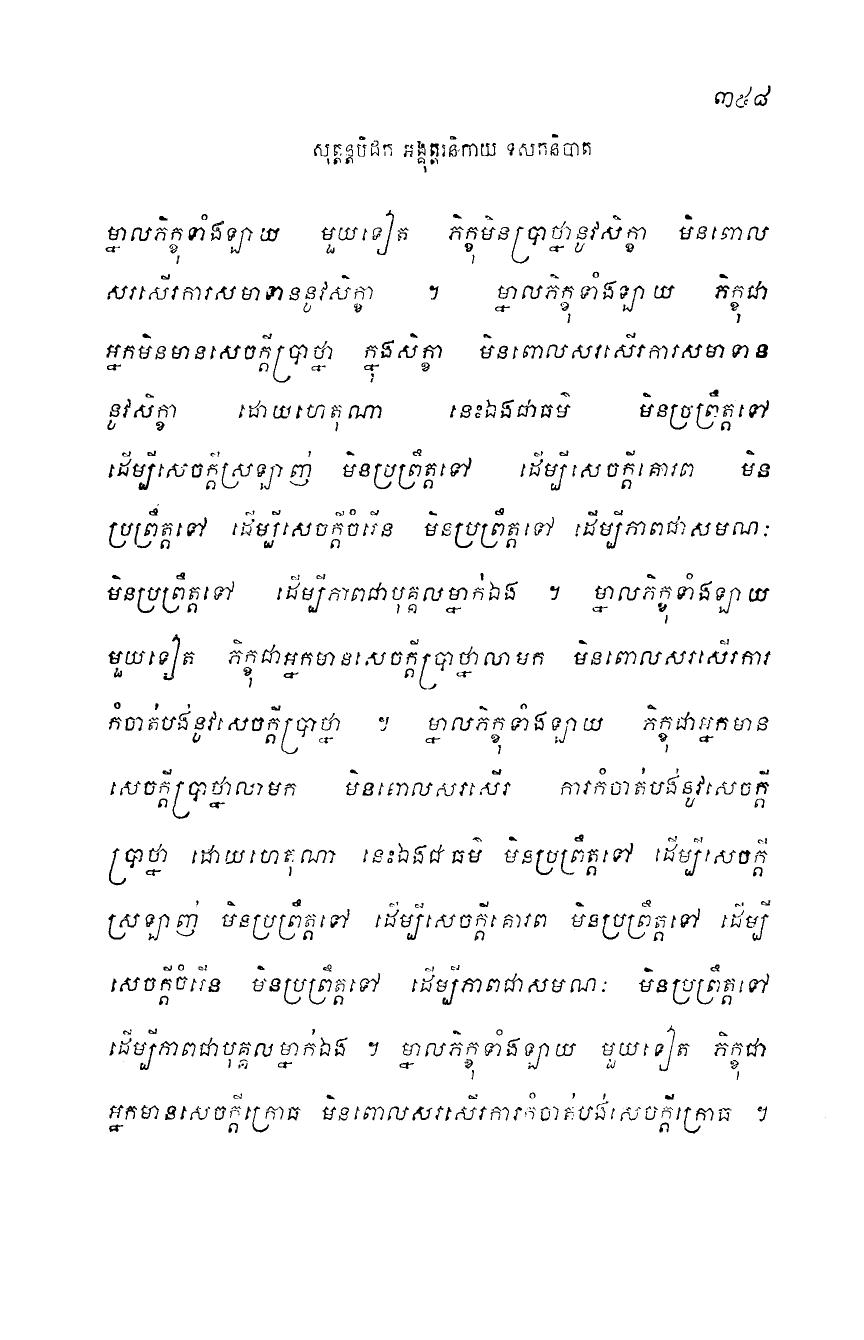 ៣៩៨
សុត្តន្តបិដក អង្គុត្តរនិកាយ ទសកនិបាត
ម្នាលភិក្ខុទាំងឡាយ មួយទៀត ភិក្ខុមិនប្រាថ្នានូវសិក្ខា មិនពោល
សរសើរការសមាទាននូវសិក្ខា ។ ម្នាលភិក្ខុទាំងឡាយ ភិក្ខុជា
អ្នកមិនមានសេចក្តីប្រាថ្នា ក្នុងសិក្ខា មិនពោលសរសើរការសមាទាន
នូវសិក្ខា ដោយហេតុណា នេះឯងជាធម៌ មិនប្រព្រឹត្តទៅ
ដើម្បីសេចក្តីស្រឡាញ់ មិនប្រព្រឹត្តទៅ ដើម្បីសេចក្តីគោរព មិន
ប្រព្រឹត្តទៅ ដើម្បីសេចក្តីចំរើន មិនប្រព្រឹត្តទៅ ដើម្បីភាពជាសមណៈ
មិនប្រព្រឹត្តទៅ ដើម្បីភាពជាបុគ្គលម្នាក់ឯង ។ ម្នាលភិក្ខុទាំងឡាយ
មួយទៀត ភិក្ខុជាអ្នកមានសេចក្តីប្រាថ្នាលាមក មិនពោលសរសើរការ
កំចាត់បង់នូវសេចក្តីប្រាថ្នា ។ ម្នាលភិក្ខុទាំងឡាយ ភិក្ខុជាអ្នកមាន
សេចក្តីប្រាថ្នាលាមក មិនពោលសរសើរ ការកំចាត់បង់នូវសេចក្តី
ប្រាថ្នា ដោយហេតុណា នេះឯងជាធម៌ មិនប្រព្រឹត្តទៅ ដើម្បីសេចក្តី
ស្រឡាញ់ មិនប្រព្រឹត្តទៅ ដើម្បីសេចក្តីគោរព មិនប្រព្រឹត្តទៅ ដើម្បី
សេចក្តីចំរើន មិនប្រព្រឹត្តទៅ ដើម្បីភាពជាសមណៈ មិនប្រព្រឹត្តទៅ
ដើម្បីភាពជាបុគ្គលម្នាក់ឯង ។ ម្នាលភិក្ខុទាំងឡាយ មួយទៀត ភិក្ខុជា
អ្នកមានសេចក្តីក្រោធ មិនពោលសរសើរការកំចាត់បង់សេចក្តីក្រោធ ។